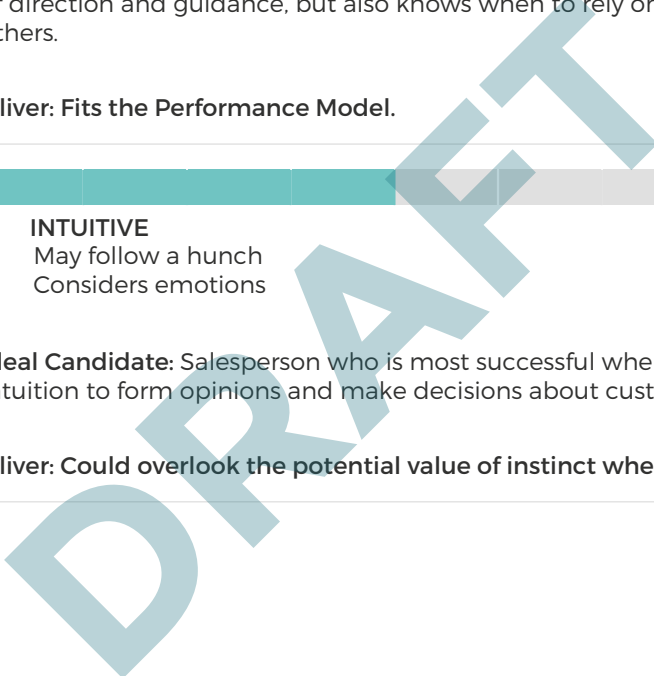 f direction and guidance, but also knows when to rely on
thers.
liver: Fits the Performance Model.
INTUITIVE
May follow a hunch
Considers emotions
deal Candidate: Salesperson who is most successful whe
ntuition to form opinions and make decisions about cust
liver: Could overlook the potential value of instinct whe
DRAFT